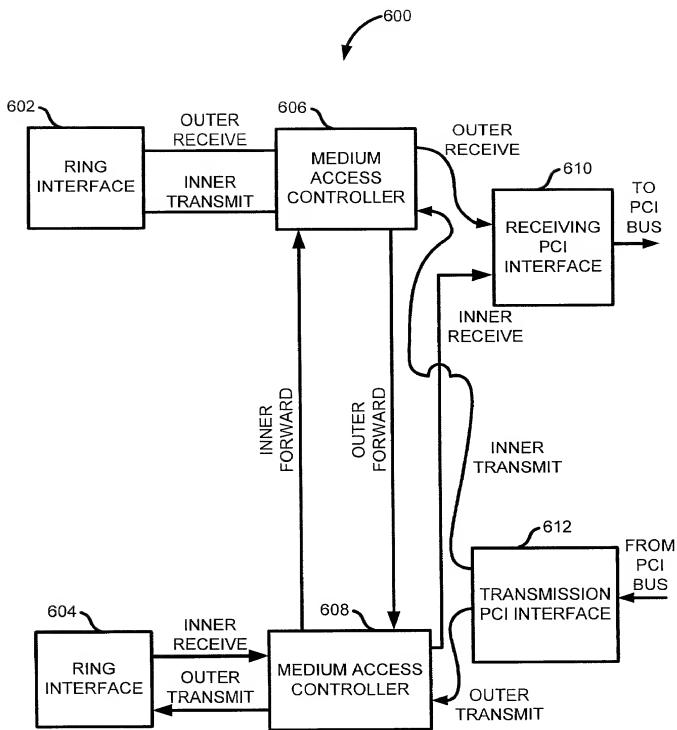 600
602
RING
INTERFACE
OUTER
RECEIVE
INNER
TRANSMIT
606
MEDIUM
ACCESS
CONTROLLER
OUTER
RECEIVE
610
RECEIVING
PCI
INTERFACE
TO
PCI
BUS
INNER
RECEIVE
INNER
FORWARD
OUTER
FORWARD
INNER
TRANSMIT
612
TRANSMISSION
PCI INTERFACE
FROM
PCI
BUS
604
RING
INTERFACE
INNER
RECEIVE
OUTER
TRANSMIT
608
MEDIUM ACCESS
CONTROLLER
OUTER
TRANSMIT